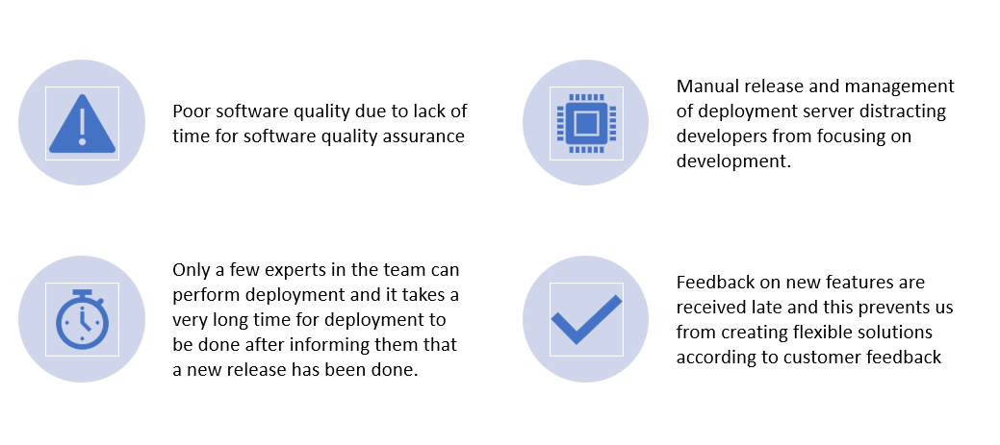 Poor software quality due to lack of
time for software quality assurance
Manual release and management
of deployment server distracting
developers from focusing on
development.
Only a few experts in the team can
perform deployment and it takes a
very long time for deployment to
be done after informing them that
a new release has been done.
Feedback on new features are
received late and this prevents us
from creating flexible solutions
according to customer feedback